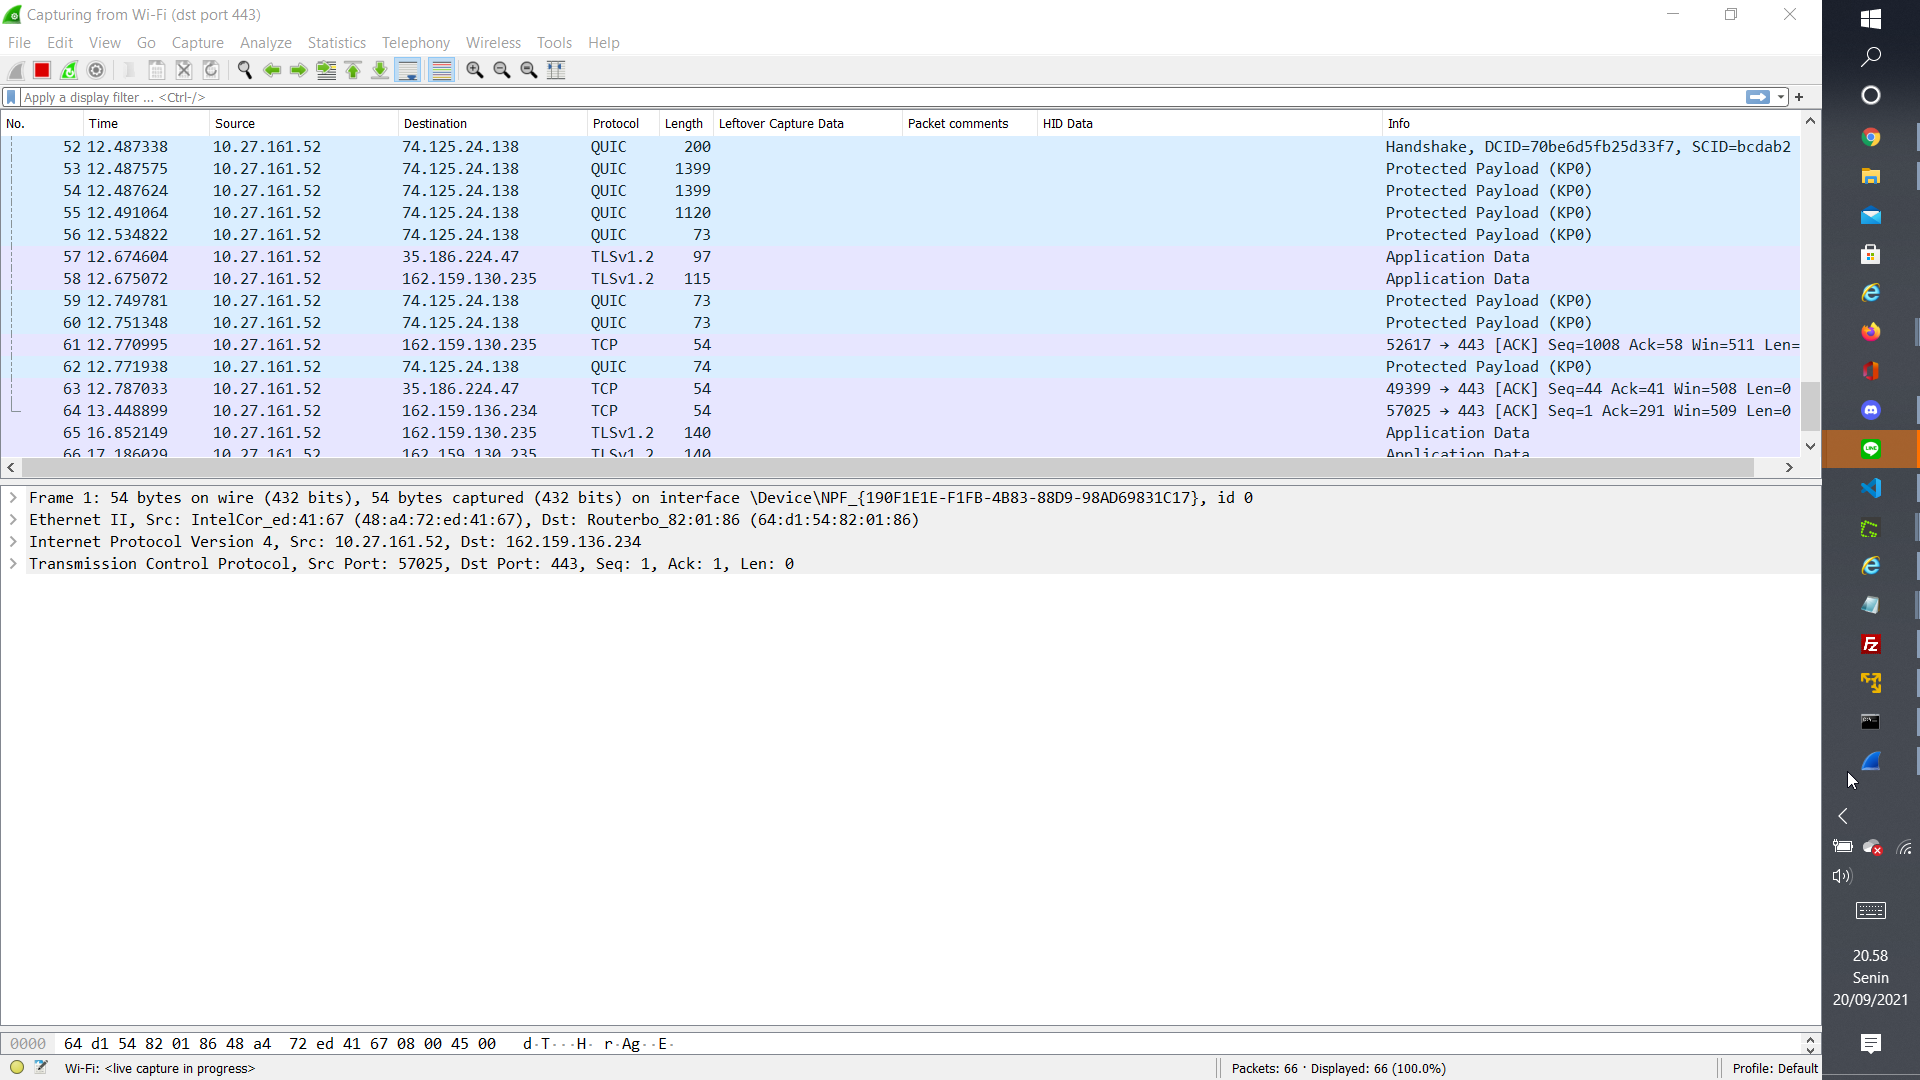 Capturing from Wi-Fi (dst port 443)
File Edit View Go Capture Analyze Statistics Telephony Wireless Tools Help
Apply a display filter ... <Ctrl-/>
No. Time Source Destination Protocol Length Leftover Capture Data Packet comments HID Data Info
52 12.487338 10.27.161.52 74.125.24.138 QUIC 200 Handshake, DCID=70be6d5fb25d33f7, SCID=bcdab2
53 12.487575 10.27.161.52 74.125.24.138 QUIC 1399 Protected Payload (KP0)
54 12.487624 10.27.161.52 74.125.24.138 QUIC 1399 Protected Payload (KP0)
55 12.491064 10.27.161.52 74.125.24.138 QUIC 1120 Protected Payload (KP0)
56 12.534822 10.27.161.52 74.125.24.138 QUIC 73 Protected Payload (KP0)
57 12.674604 10.27.161.52 35.186.224.47 TLSv1.2 97 Application Data
58 12.675072 10.27.161.52 162.159.130.235 TLSv1.2 115 Application Data
59 12.749781 10.27.161.52 74.125.24.138 QUIC 73 Protected Payload (KP0)
60 12.751348 10.27.161.52 74.125.24.138 QUIC 73 Protected Payload (KP0)
61 12.770995 10.27.161.52 162.159.130.235 TCP 54 52617 → 443 [ACK] Seq=1008 Ack=58 Win=511 Len=
62 12.771938 10.27.161.52 74.125.24.138 QUIC 74 Protected Payload (KP0)
63 12.787033 10.27.161.52 35.186.224.47 TCP 54 49399 → 443 [ACK] Seq=44 Ack=41 Win=508 Len=0
64 13.448899 10.27.161.52 162.159.136.234 TCP 54 57025 → 443 [ACK] Seq=1 Ack=291 Win=509 Len=0
65 16.852149 10.27.161.52 162.159.130.235 TLSv1.2 140 Application Data
66 17.186029 10.27.161.52 162.159.130.235 TLSv1.2 140 Application Data
Frame 1: 54 bytes on wire (432 bits), 54 bytes captured (432 bits) on interface \Device\NPF_{190F1E1E-F1FB-4B83-88D9-98AD69831C17}, id 0
Ethernet II, Src: IntelCor_ed:41:67 (48:a4:72:ed:41:67), Dst: Routerbo_82:01:86 (64:d1:54:82:01:86)
Internet Protocol Version 4, Src: 10.27.161.52, Dst: 162.159.136.234
Transmission Control Protocol, Src Port: 57025, Dst Port: 443, Seq: 1, Ack: 1, Len: 0
0000 64 d1 54 82 01 86 48 a4 72 ed 41 67 08 00 45 00 d·T···H· r·Ag··E·
Wi-Fi: <live capture in progress>
Packets: 66 · Displayed: 66 (100.0%)
Profile: Default
20.58
Senin
20/09/2021